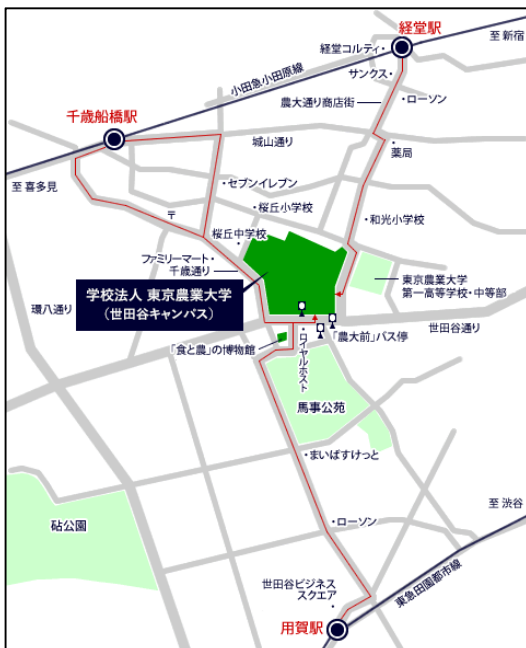 経堂駅
至 新宿
経堂コルティ
サンクス
小田急小田原線
ローソン
農大通り商店街
千歳船橋駅
城山通り
薬局
至 喜多見
セブンイレブン
〒
桜丘小学校
和光小学校
桜丘中学校
ファミリーマート
千歳通り
東京農業大学
第一高等学校・中等部
学校法人 東京農業大学
（世田谷キャンパス）
環八通り
世田谷通り
「農大前」バス停
「食と農」の博物館
ロイヤルホスト
馬事公苑
まいばすけっと
至 渋谷
砧公園
ローソン
東急田園都市線
世田谷ビジネス
スクエア
用賀駅